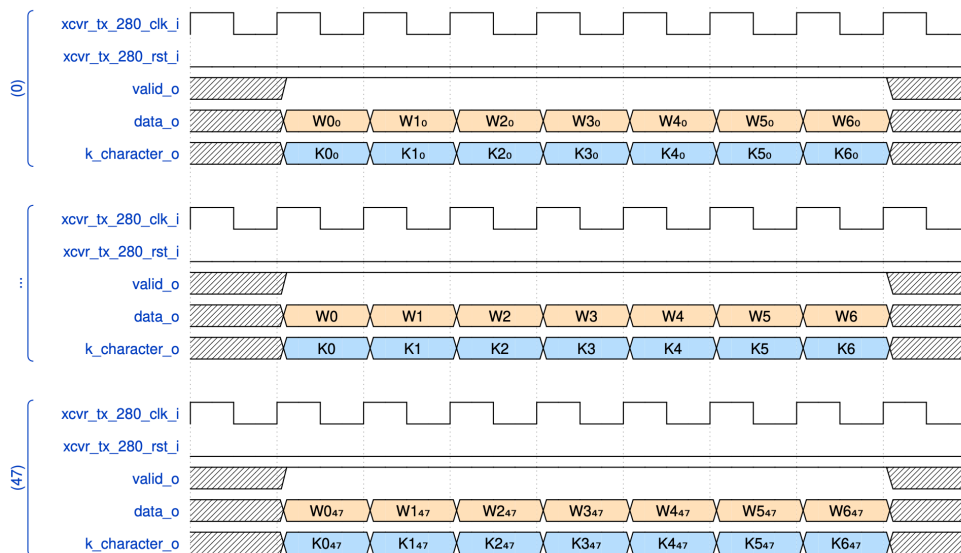 (0)
xcvr_tx_280_clk_i
xcvr_tx_280_rst_i
valid_o
data_o W0₀ W1₀ W2₀ W3₀ W4₀ W5₀ W6₀
k_character_o K0₀ K1₀ K2₀ K3₀ K4₀ K5₀ K6₀
...
xcvr_tx_280_clk_i
xcvr_tx_280_rst_i
valid_o
data_o W0 W1 W2 W3 W4 W5 W6
k_character_o K0 K1 K2 K3 K4 K5 K6
(47)
xcvr_tx_280_clk_i
xcvr_tx_280_rst_i
valid_o
data_o W0₄₇ W1₄₇ W2₄₇ W3₄₇ W4₄₇ W5₄₇ W6₄₇
k_character_o K0₄₇ K1₄₇ K2₄₇ K3₄₇ K4₄₇ K5₄₇ K6₄₇